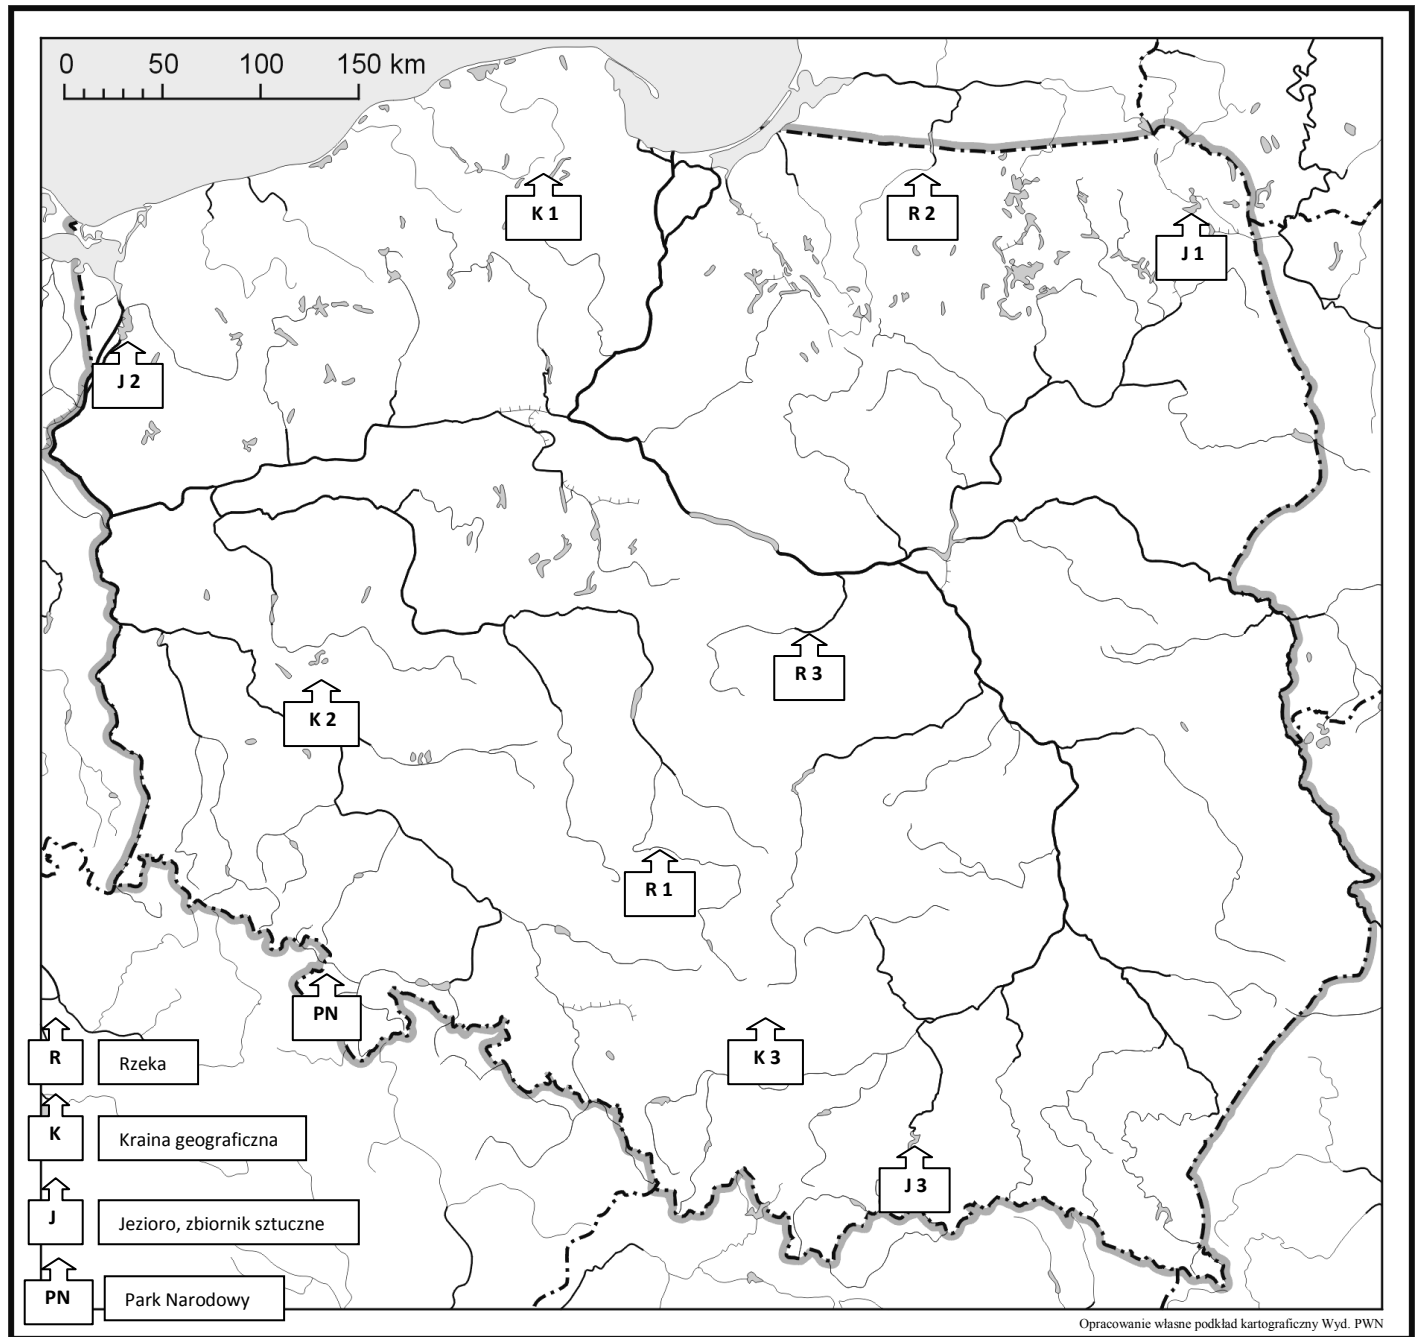 0 50 100 150 km
K 1
R 2
J 1
J 2
R 3
K 2
R 1
PN
K 3
J 3
R Rzeka
K Kraina geograficzna
J Jezioro, zbiornik sztuczne
PN Park Narodowy
Opracowanie własne podkład kartograficzny Wyd. PWN